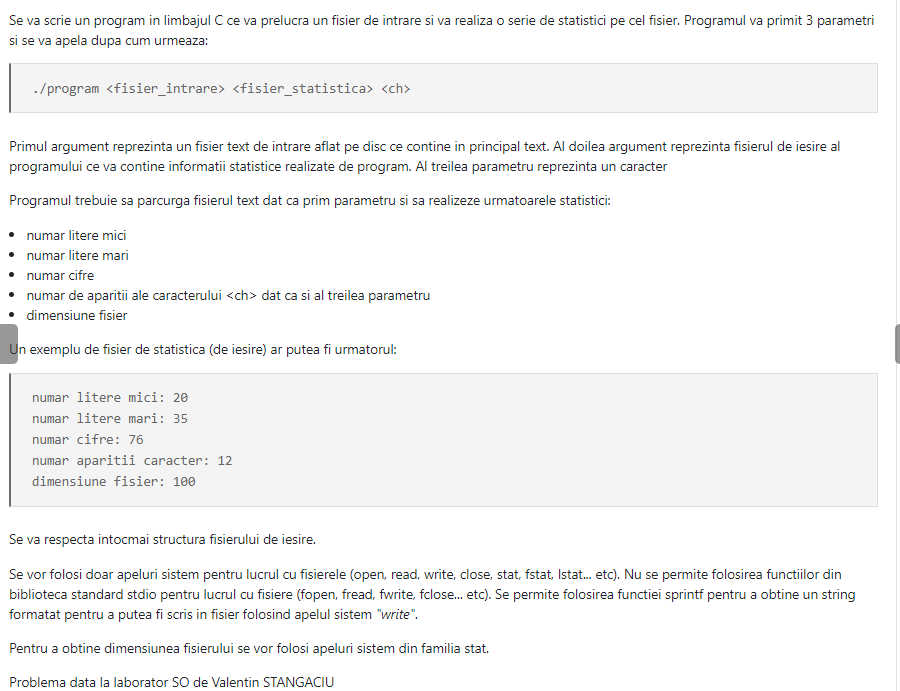 Se va scrie un program in limbajul C ce va prelucra un fisier de intrare si va realiza o serie de statistici pe cel fisier. Programul va primit 3 parametri
si se va apela dupa cum urmeaza:
./program <fisier_intrare> <fisier_statistica> <ch>
Primul argument reprezinta un fisier text de intrare aflat pe disc ce contine in principal text. Al doilea argument reprezinta fisierul de iesire al
programului ce va contine informatii statistice realizate de program. Al treilea parametru reprezinta un caracter
Programul trebuie sa parcurga fisierul text dat ca prim parametru si sa realizeze urmatoarele statistici:
• numar litere mici
• numar litere mari
• numar cifre
• numar de aparitii ale caracterului <ch> dat ca si al treilea parametru
• dimensiune fisier
Un exemplu de fisier de statistica (de iesire) ar putea fi urmatorul:
numar litere mici: 20
numar litere mari: 35
numar cifre: 76
numar aparitii caracter: 12
dimensiune fisier: 100
Se va respecta intocmai structura fisierului de iesire.
Se vor folosi doar apeluri sistem pentru lucrul cu fisierele (open, read, write, close, stat, fstat, lstat... etc). Nu se permite folosirea functiilor din
biblioteca standard stdio pentru lucrul cu fisiere (fopen, fread, fwrite, fclose... etc). Se permite folosirea functiei sprintf pentru a obtine un string
formatat pentru a putea fi scris in fisier folosind apelul sistem "write".
Pentru a obtine dimensiunea fisierului se vor folosi apeluri sistem din familia stat.
Problema data la laborator SO de Valentin STANGACIU